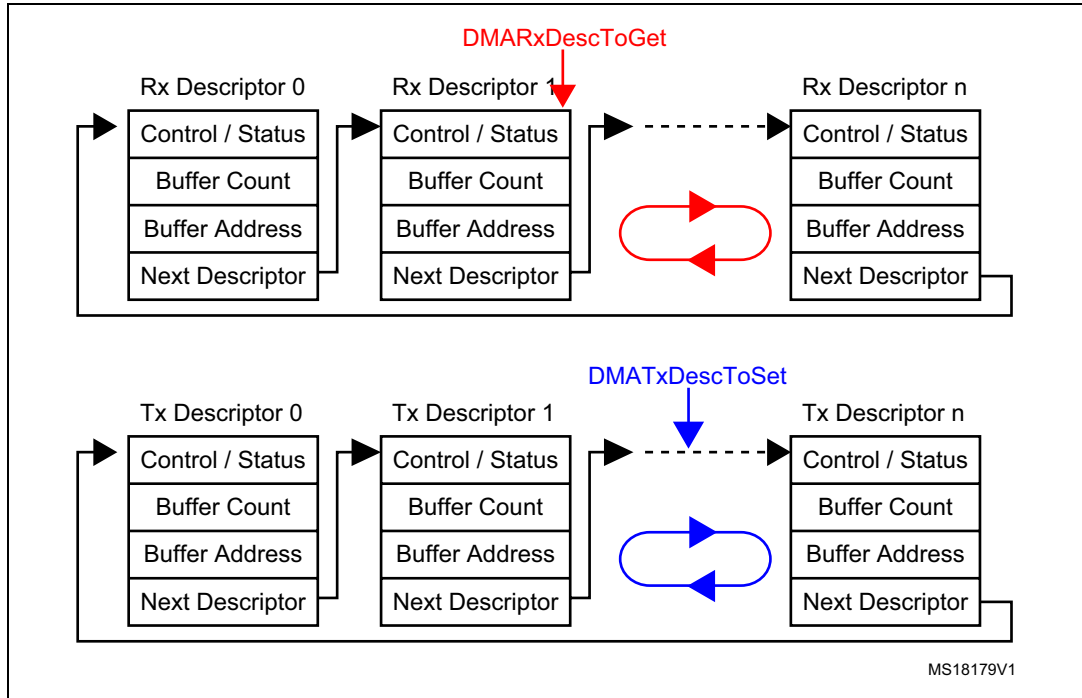 DMARxDescToGet
Rx Descriptor 0
Rx Descriptor 1
Rx Descriptor n
Control / Status
Control / Status
Control / Status
Buffer Count
Buffer Count
Buffer Count
Buffer Address
Buffer Address
Buffer Address
Next Descriptor
Next Descriptor
Next Descriptor
DMATxDescToSet
Tx Descriptor 0
Tx Descriptor 1
Tx Descriptor n
Control / Status
Control / Status
Control / Status
Buffer Count
Buffer Count
Buffer Count
Buffer Address
Buffer Address
Buffer Address
Next Descriptor
Next Descriptor
Next Descriptor
MS18179V1